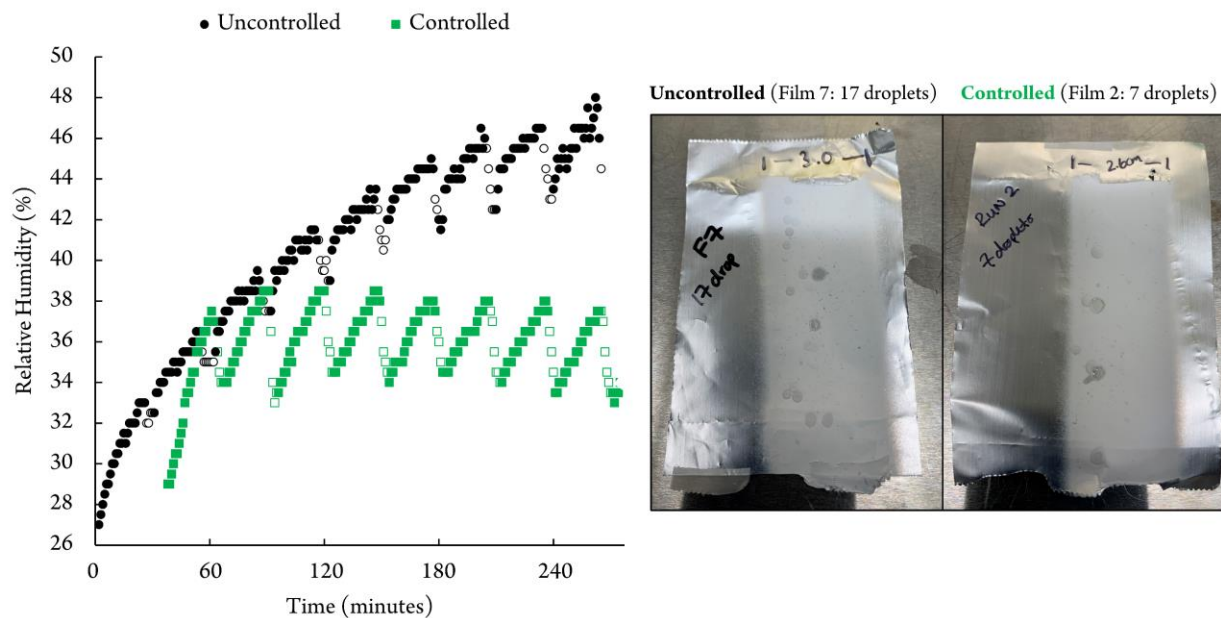 Uncontrolled Controlled
50
48
46
44
42
40
38
36
34
32
30
28
26
Relative Humidity (%)
0 60 120 180 240
Time (minutes)
Uncontrolled (Film 7: 17 droplets) Controlled (Film 2: 7 droplets)
3.0
F7
17 drop
2.6cm
RUN 2
7 droplets